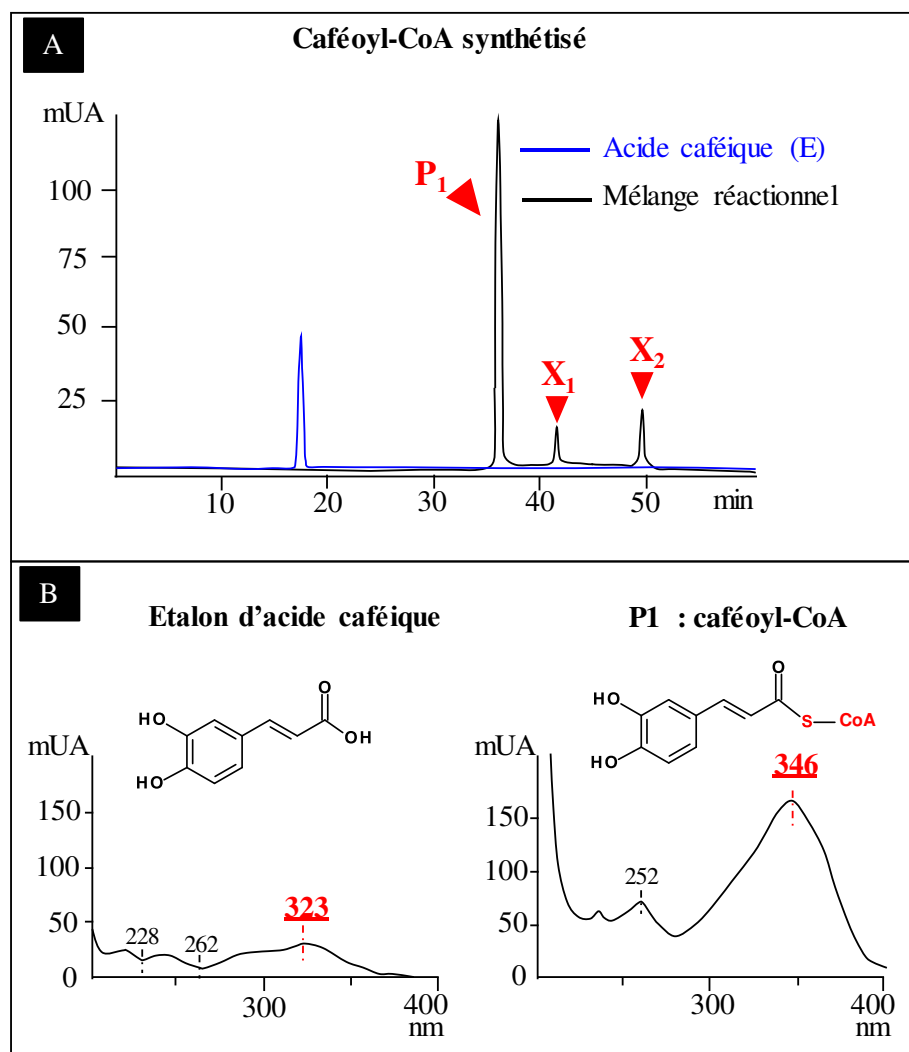 A
Caféoyl-CoA synthétisé
mUA
Acide caféique (E)
P1
Mélange réactionnel
100
75
50
X1
X2
25
10
20
30
40
50
min
B
Etalon d'acide caféique
P1 : caféoyl-CoA
O
HO
HO
OH
O
HO
HO
S
CoA
mUA
mUA
346
150
150
100
100
252
323
50
228
262
50
0
0
300
400
nm
300
400
nm